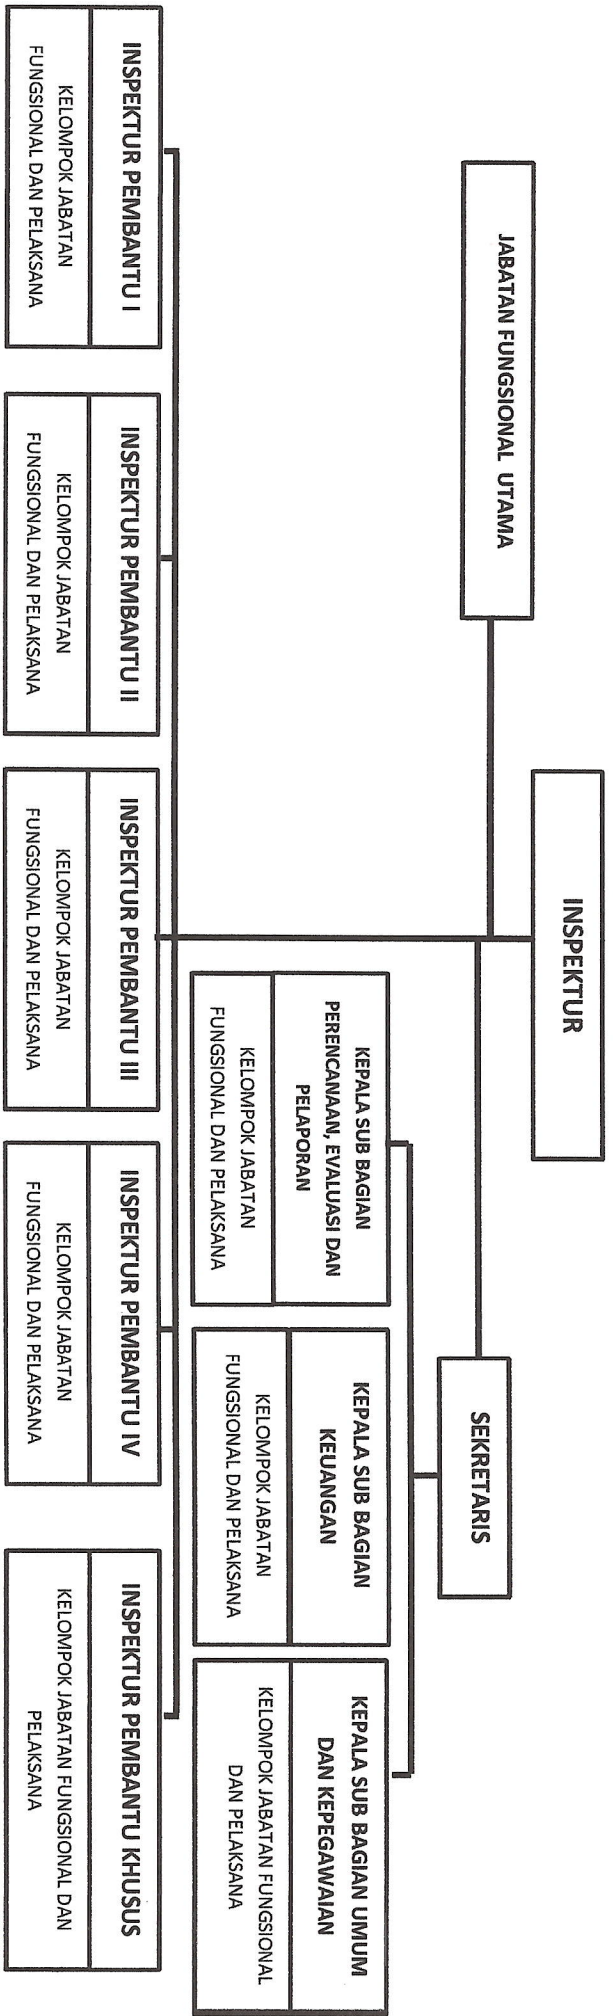 INSPEKTUR
JABATAN FUNGSIONAL UTAMA
SEKRETARIS
KEPALA SUB BAGIAN
PERENCANAAN, EVALUASI DAN
PELAPORAN
KELOMPOK JABATAN
FUNGSIONAL DAN PELAKSANA
KEPALA SUB BAGIAN
KEUANGAN
KELOMPOK JABATAN
FUNGSIONAL DAN PELAKSANA
KEPALA SUB BAGIAN UMUM
DAN KEPEGAWAIAN
KELOMPOK JABATAN FUNGSIONAL
DAN PELAKSANA
INSPEKTUR PEMBANTU I
KELOMPOK JABATAN
FUNGSIONAL DAN PELAKSANA
INSPEKTUR PEMBANTU II
KELOMPOK JABATAN
FUNGSIONAL DAN PELAKSANA
INSPEKTUR PEMBANTU III
KELOMPOK JABATAN
FUNGSIONAL DAN PELAKSANA
INSPEKTUR PEMBANTU IV
KELOMPOK JABATAN
FUNGSIONAL DAN PELAKSANA
INSPEKTUR PEMBANTU KHUSUS
KELOMPOK JABATAN FUNGSIONAL DAN
PELAKSANA